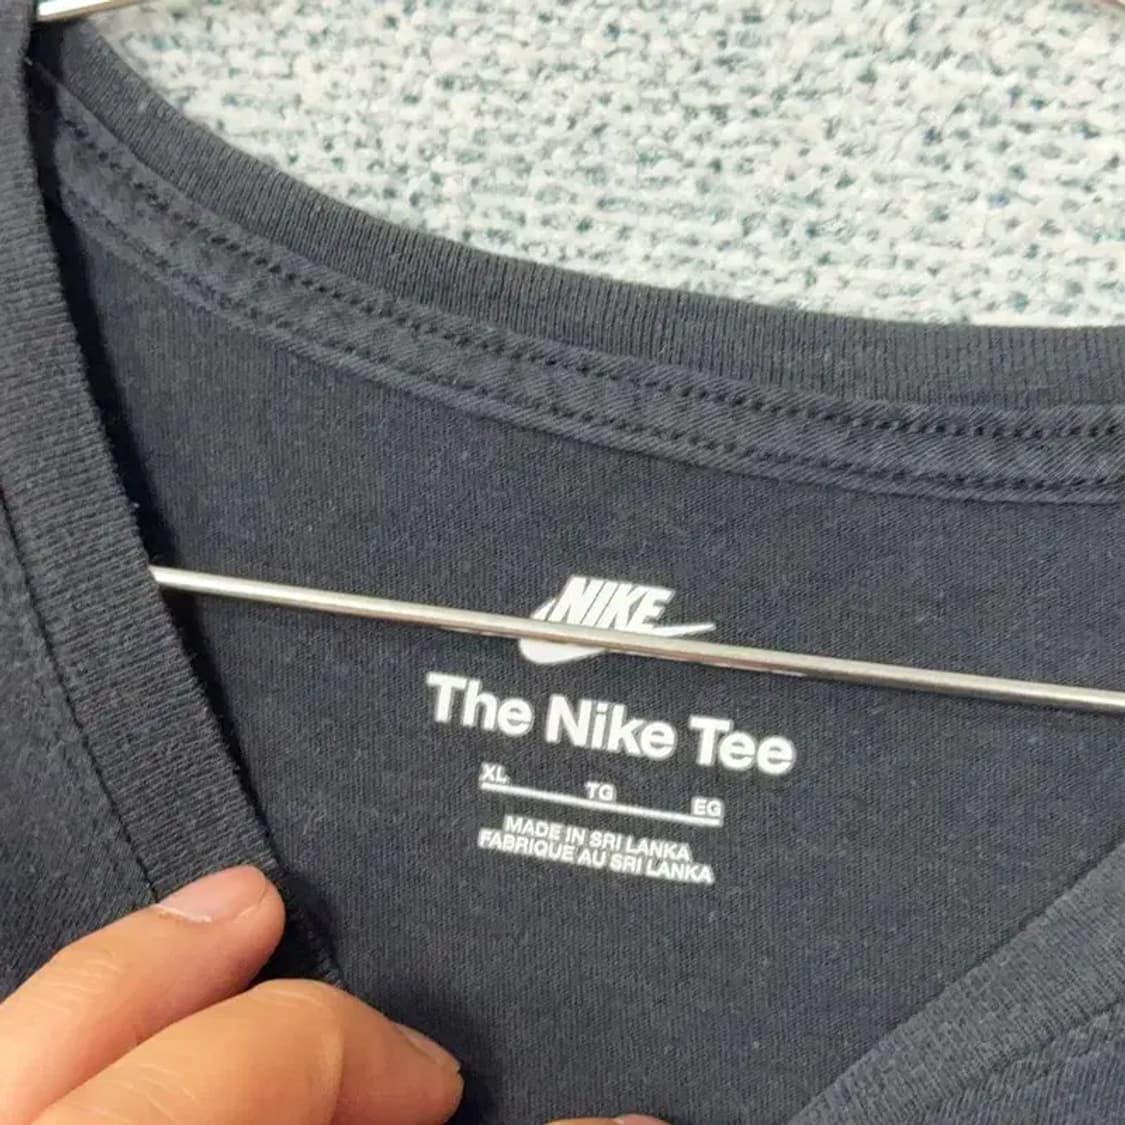 NIKE
The Nike Tee
XL TG EG
MADE IN SRI LANKA
FABRIQUE AU SRI LANKA